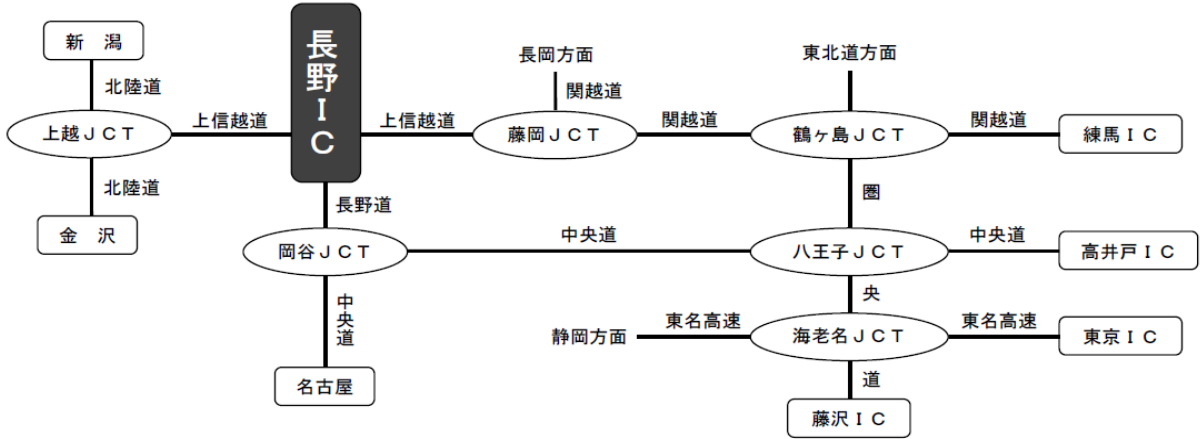 新　潟
北陸道
上越ＪＣＴ
北陸道
金　沢
上信越道
長野ＩＣ
上信越道
長野道
岡谷ＪＣＴ
中央道
名古屋
長岡方面
関越道
藤岡ＪＣＴ
関越道
東北道方面
鶴ヶ島ＪＣＴ
関越道
練馬ＩＣ
圏
中央道
八王子ＪＣＴ
中央道
高井戸ＩＣ
央
静岡方面
東名高速
海老名ＪＣＴ
東名高速
東京ＩＣ
道
藤沢ＩＣ